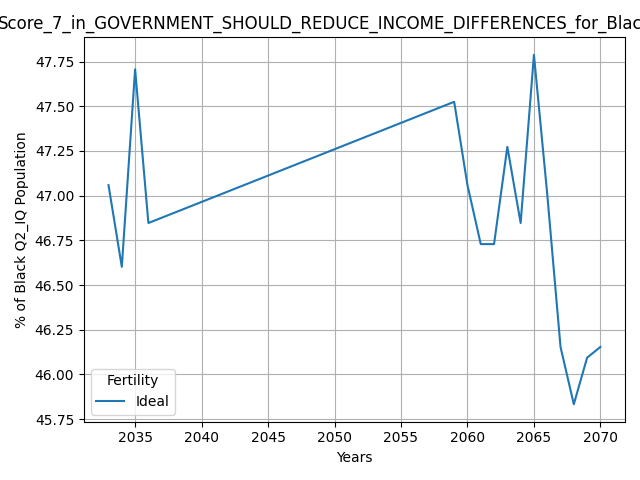 Score_7_in_GOVERNMENT_SHOULD_REDUCE_INCOME_DIFFERENCES_for_Blac
47.75
47.50
47.25
47.00
46.75
46.50
46.25
46.00
45.75
% of Black Q2_IQ Population
Fertility
Ideal
2035 2040 2045 2050 2055 2060 2065 2070
Years